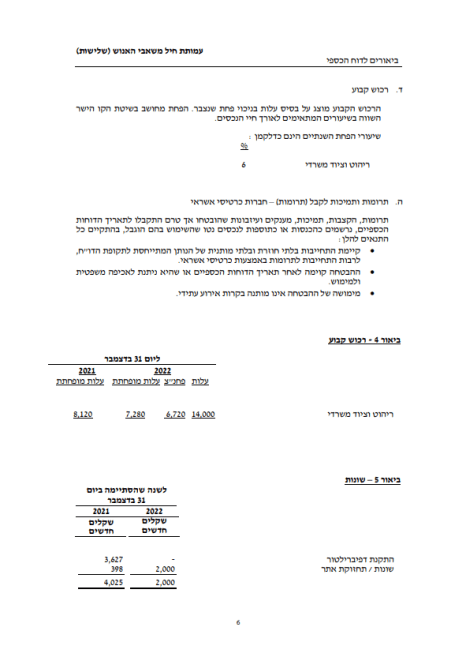 עמותת חיל משאבי האנוש (שלישות)
ביאורים לדוח הכספי
ד. רכוש קבוע
הרכוש הקבוע מוצג על בסיס עלות בניכוי פחת שנצבר. הפחת מחושב בשיטת הקו הישר
השווה בשיעורים המתאימים לאורך חיי הנכסים.
שיעורי הפחת השנתיים הינם כדלקמן :
%
ריהוט וציוד משרדי 6
ה. תרומות ותמיכות לקבל (תרומות) – חברות כרטיסי אשראי
תרומות, הקצבות, תמיכות, מענקים ועיזבונות שהובטחו אך טרם התקבלו לתאריך הדוחות
הכספיים, נרשמים כהכנסות או כתוספות לנכסים נטו שהשימוש בהם הוגבל, בהתקיים כל
התנאים להלן :
• קיימת התחייבות בלתי חוזרת ובלתי מותנית של הנותן המתייחסת לתקופת הדו״ח,
לרבות התחייבות לתרומות באמצעות כרטיסי אשראי.
• ההבטחה קוימה לאחר תאריך הדוחות הכספיים או שהיא ניתנת לאכיפה משפטית
ולמימוש.
• מימושה של ההבטחה אינו מותנה בקרות אירוע עתידי.
ביאור 4 - רכוש קבוע
ליום 31 בדצמבר
2022 2021
עלות פחנ״צ עלות מופחתת עלות מופחתת
ריהוט וציוד משרדי 14,000 6,720 7,280 8,120
ביאור 5 – שונות
לשנה שהסתיימה ביום
31 בדצמבר
2022 2021
שקלים שקלים
חדשים חדשים
התקנת דפיברילטור - 3,627
שונות / תחזוקת אתר 2,000 398
2,000 4,025
6